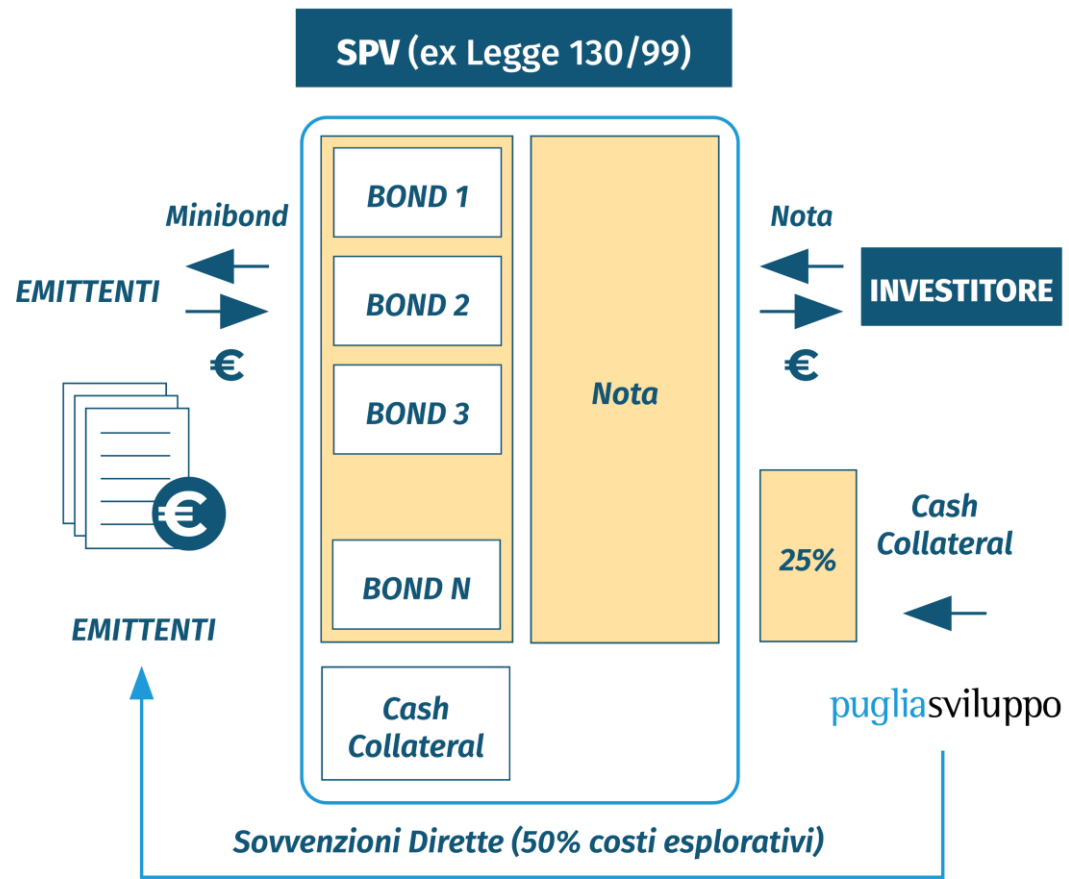 SPV (ex Legge 130/99)
Minibond
EMITTENTI
€
€
EMITTENTI
BOND 1
BOND 2
BOND 3
BOND N
Cash
Collateral
Nota
Nota
INVESTITORE
€
25%
Cash
Collateral
pugliasviluppo
Sovvenzioni Dirette (50% costi esplorativi)